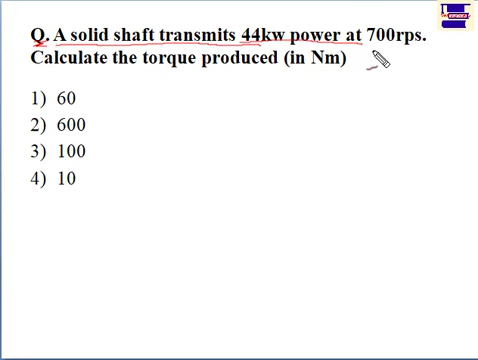 Q. A solid shaft transmits 44kw power at 700rps.
Calculate the torque produced (in Nm)
1) 60
2) 600
3) 100
4) 10